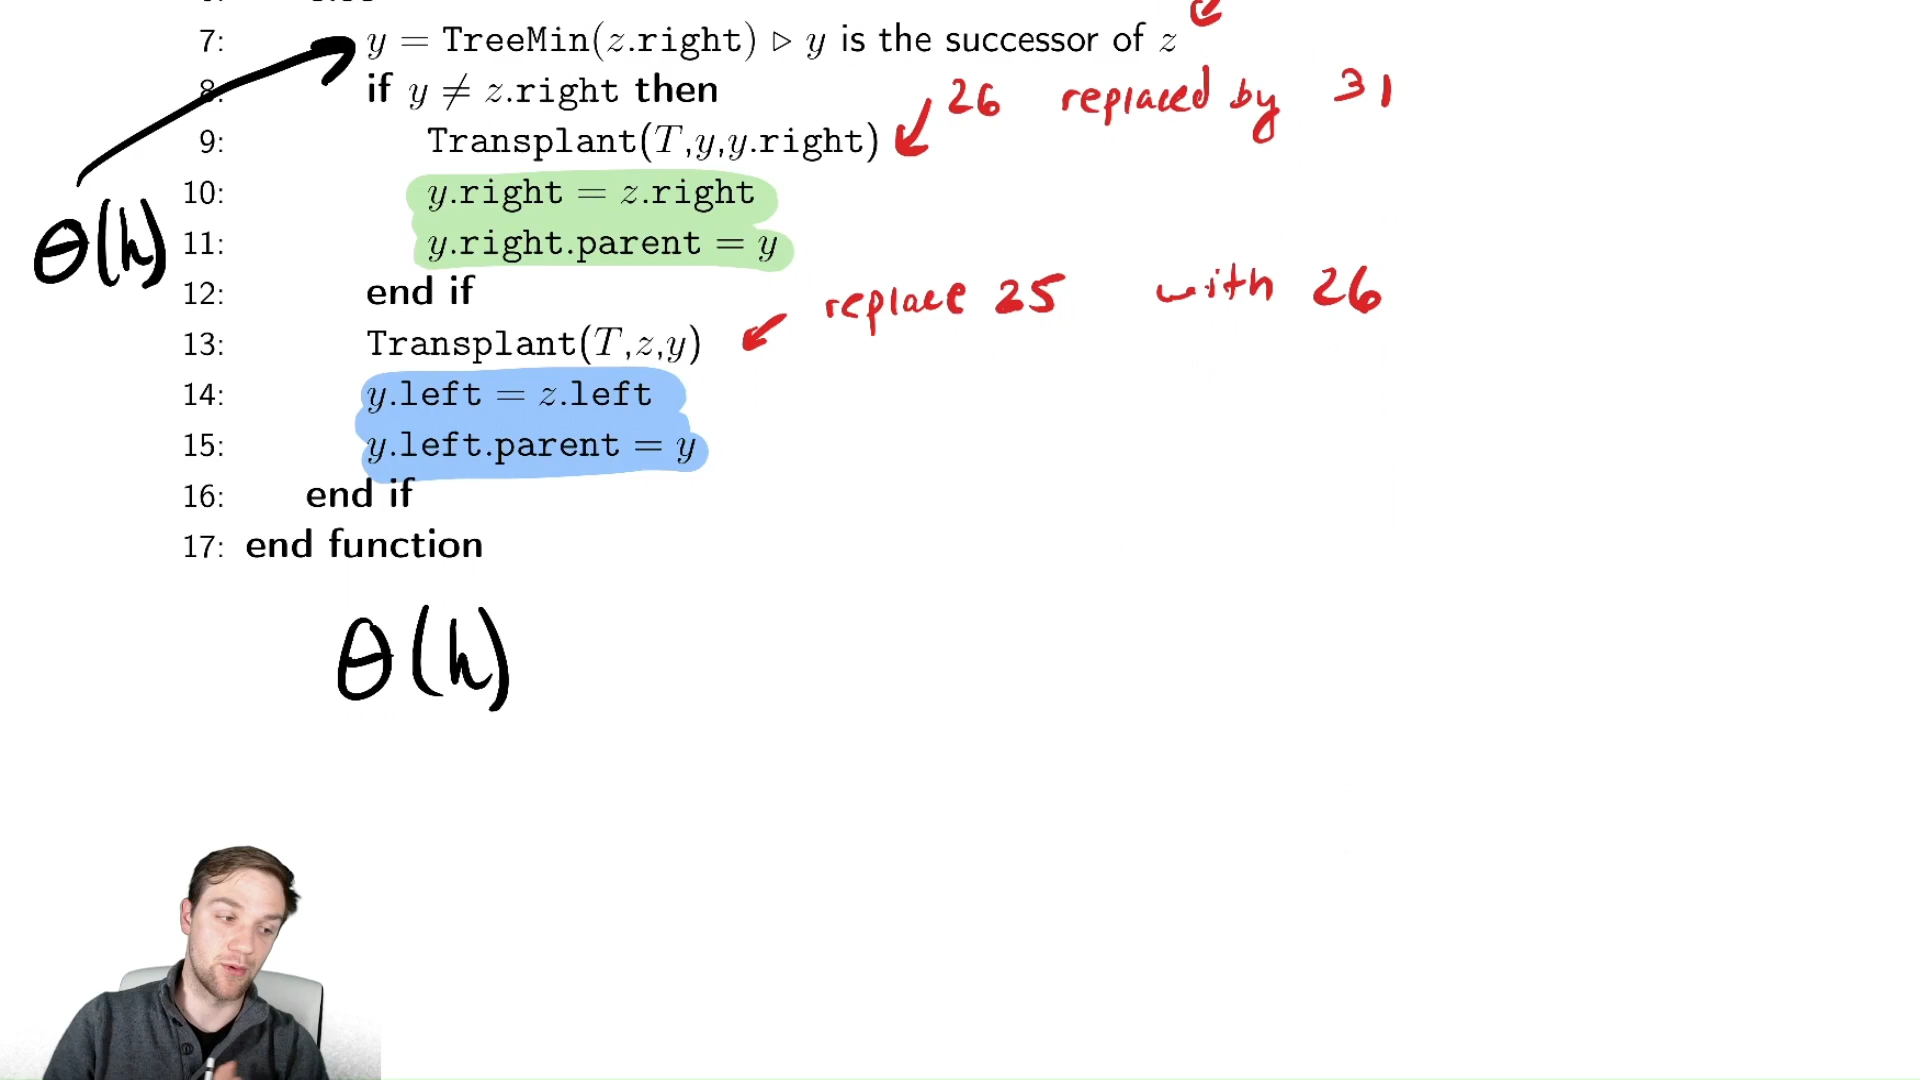 7: y = TreeMin(z.right) ▷ y is the successor of z
8: if y ≠ z.right then
26 replaced by 31
9: Transplant(T,y,y.right)
10: y.right = z.right
θ(h)
11: y.right.parent = y
12: end if
replace 25 with 26
13: Transplant(T,z,y)
14: y.left = z.left
15: y.left.parent = y
16: end if
17: end function
θ(h)